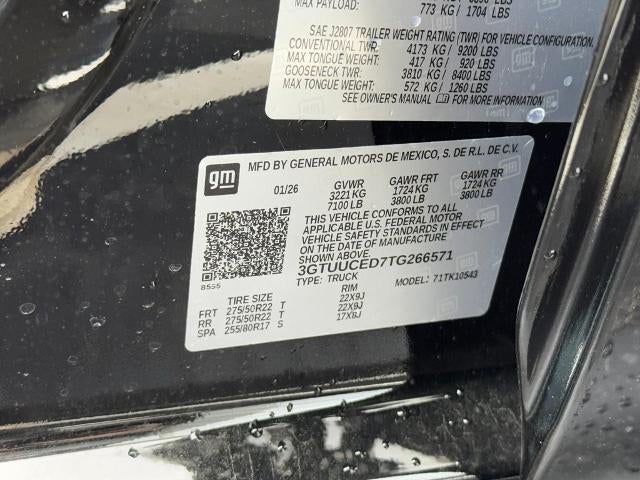 MAX PAYLOAD: 773 KG / 1704 LBS
SAE J2807 TRAILER WEIGHT RATING (TWR) FOR VEHICLE CONFIGURATION.
CONVENTIONAL TWR: 4173 KG / 9200 LBS
MAX TONGUE WEIGHT: 417 KG / 920 LBS
GOOSENECK TWR: 3810 KG / 8400 LBS
MAX TONGUE WEIGHT: 572 KG / 1260 LBS
SEE OWNER'S MANUAL FOR MORE INFORMATION
gm
MFD BY GENERAL MOTORS DE MEXICO, S. DE R.L. DE C.V.
01/26 GVWR GAWR FRT GAWR RR
3221 KG 1724 KG 1724 KG
7100 LB 3800 LB 3800 LB
THIS VEHICLE CONFORMS TO ALL
APPLICABLE U.S. FEDERAL MOTOR
VEHICLE SAFETY STANDARDS IN EFFECT
ON THE DATE OF MANUFACTURE
SHOWN ABOVE.
3GTUUCED7TG266571
TYPE: TRUCK MODEL: 71TK10543
8555
TIRE SIZE RIM
FRT 275/50R22 T 22X9J
RR 275/50R22 T 22X9J
SPA 255/80R17 S 17X8J